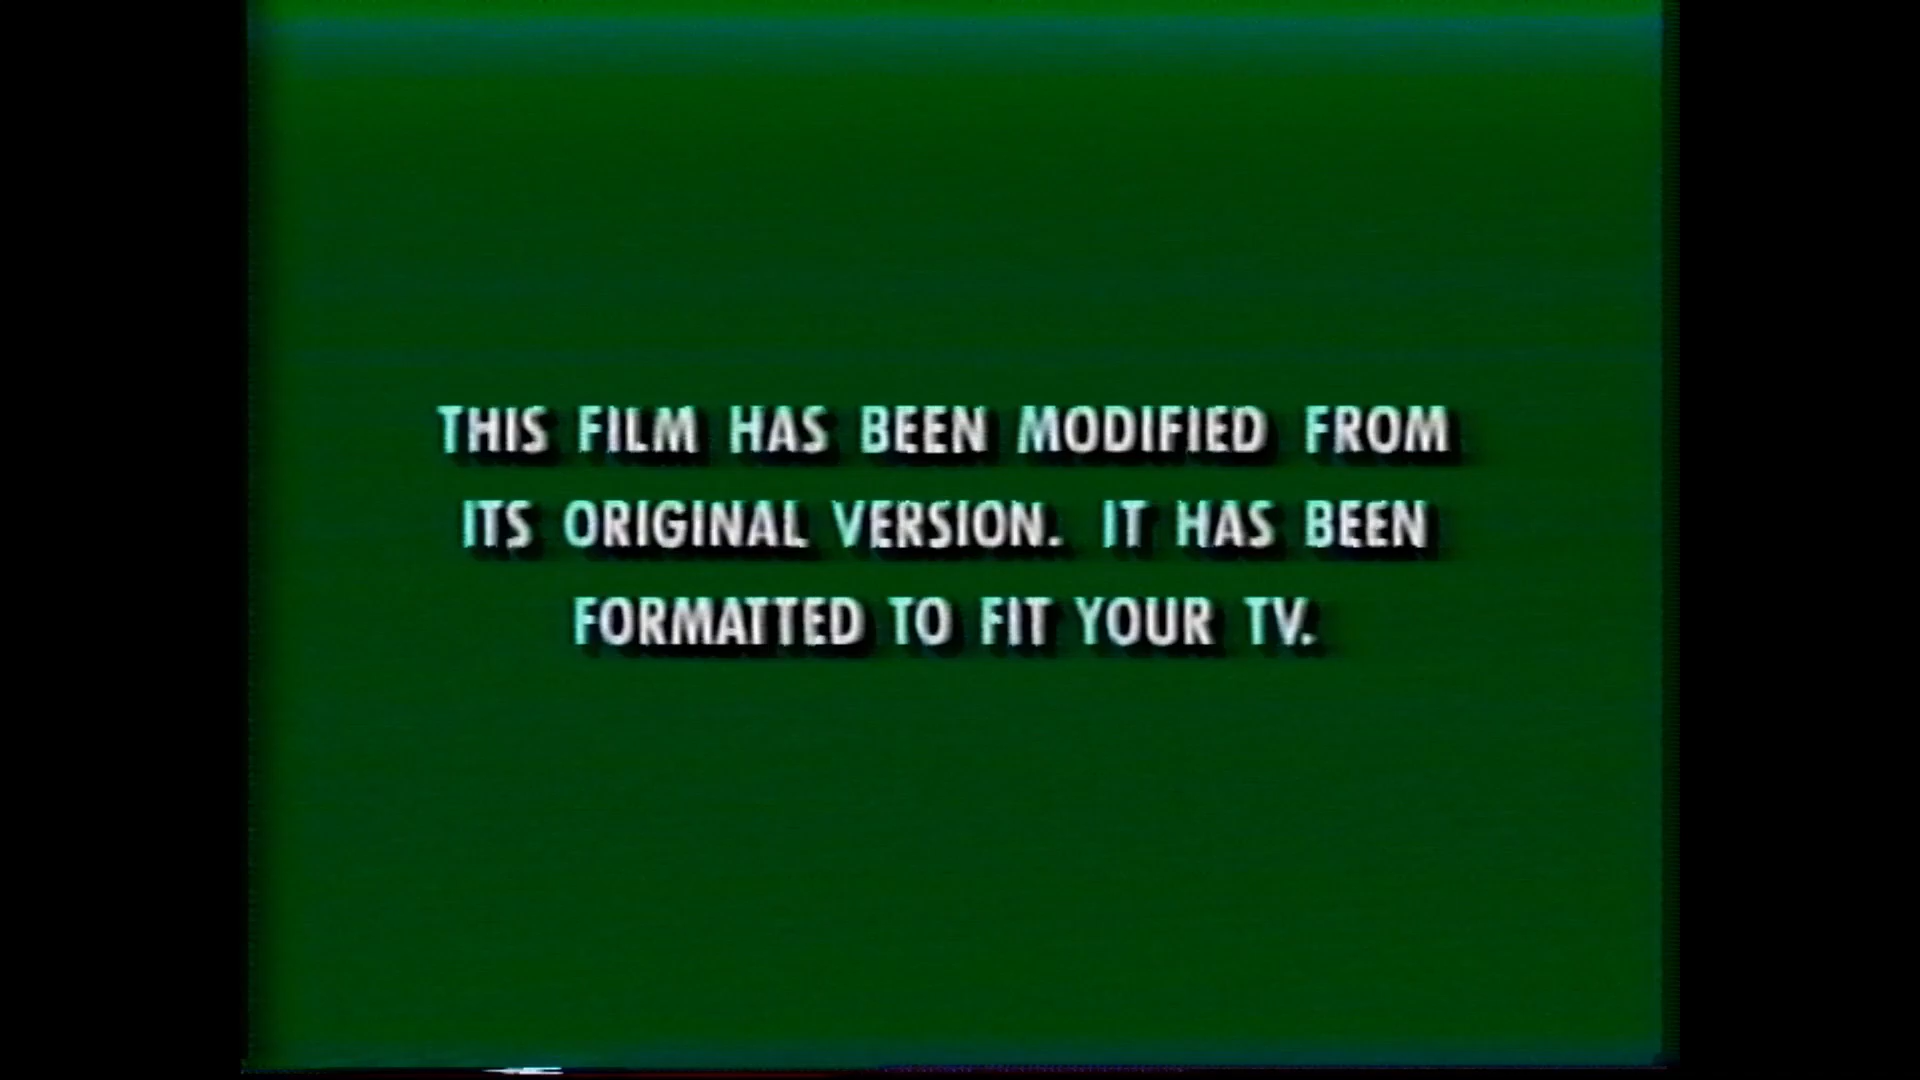 THIS FILM HAS BEEN MODIFIED FROM
ITS ORIGINAL VERSION. IT HAS BEEN
FORMATTED TO FIT YOUR TV.